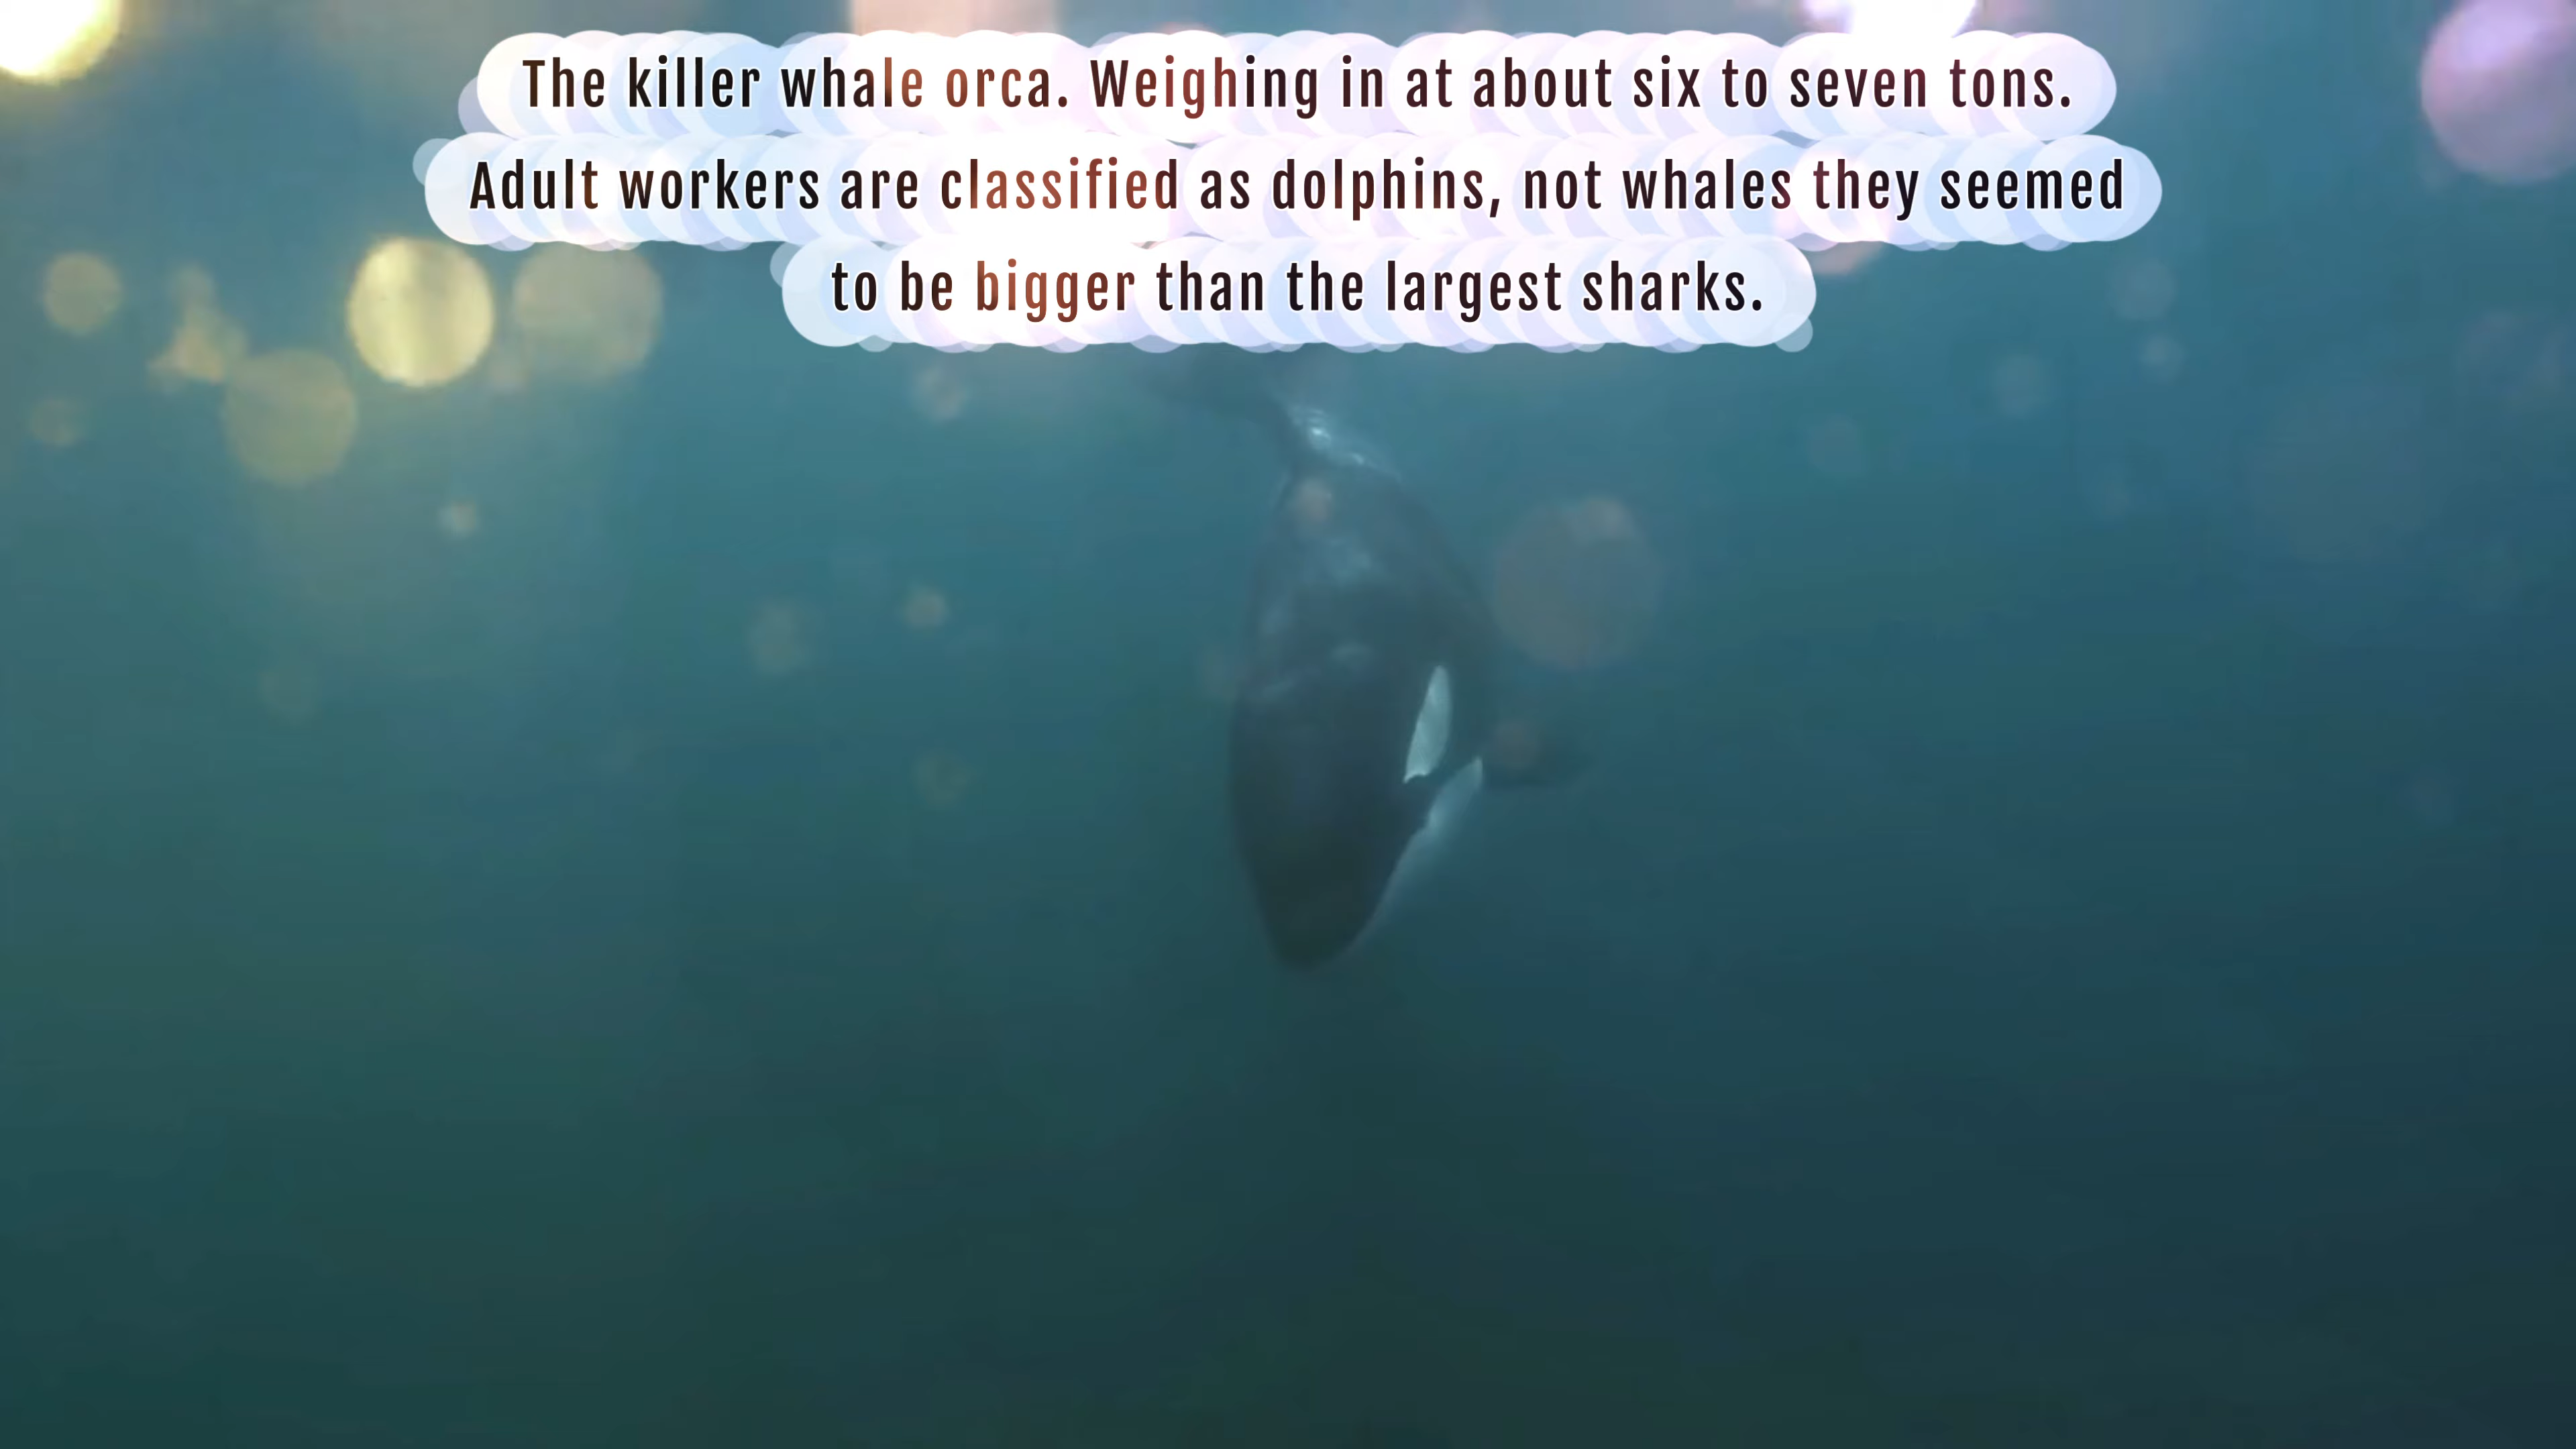 The killer whale orca. Weighing in at about six to seven tons.
Adult workers are classified as dolphins, not whales they seemed
to be bigger than the largest sharks.